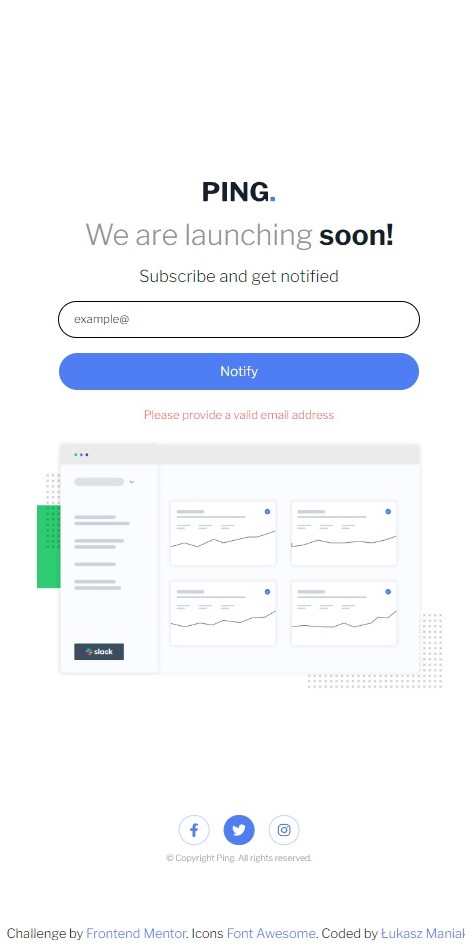 PING.
We are launching soon!
Subscribe and get notified
example@
Notify
Please provide a valid email address
slack
© Copyright Ping. All rights reserved.
Challenge by Frontend Mentor. Icons Font Awesome. Coded by Łukasz Maniak